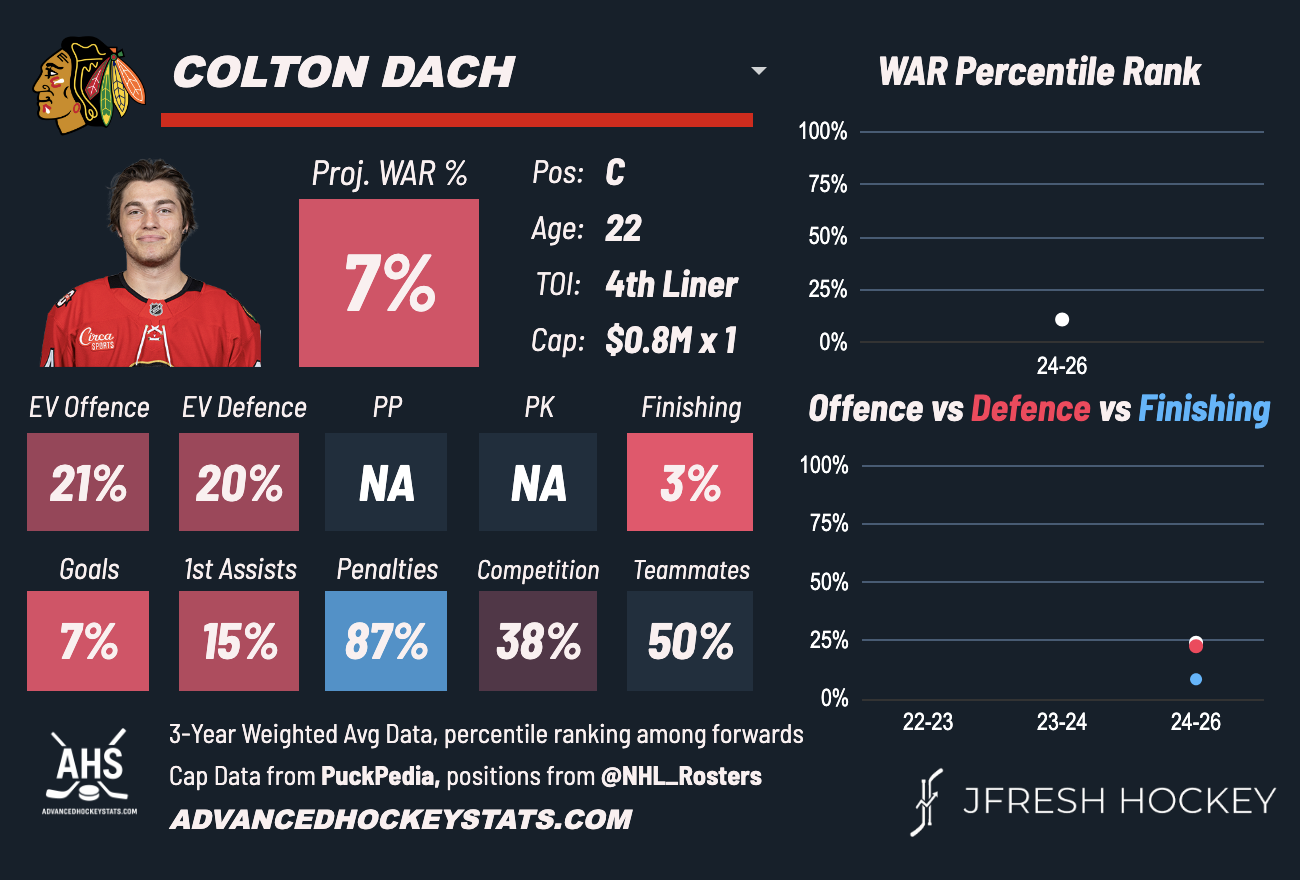 COLTON DACH
Proj. WAR %
7%
Pos: C
Age: 22
TOI: 4th Liner
Cap: $0.8M x 1
Circa
SPORTS
EV Offence EV Defence PP PK Finishing
21% 20% NA NA 3%
Goals 1st Assists Penalties Competition Teammates
7% 15% 87% 38% 50%
AHS
ADVANCEDHOCKEYSTATS.COM
3-Year Weighted Avg Data, percentile ranking among forwards
Cap Data from PuckPedia, positions from @NHL_Rosters
ADVANCEDHOCKEYSTATS.COM
WAR Percentile Rank
100%
75%
50%
25%
0%
24-26
Offence vs Defence vs Finishing
100%
75%
50%
25%
0%
22-23 23-24 24-26
JFRESH HOCKEY